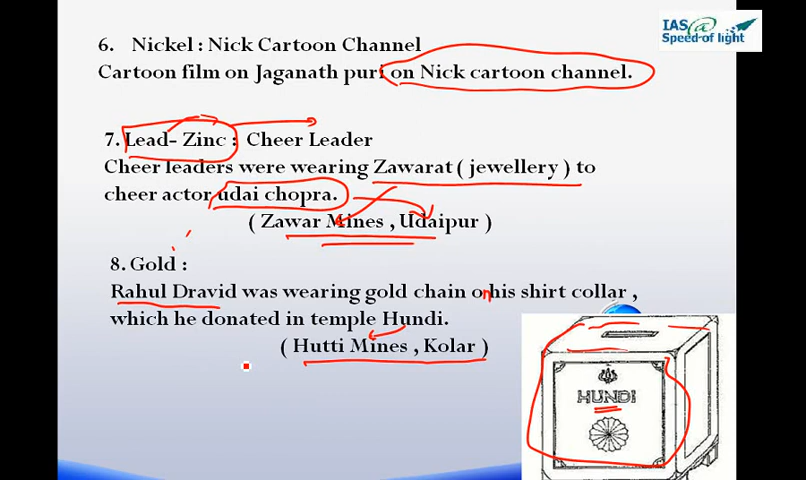 IAS@
Speed of light
6. Nickel : Nick Cartoon Channel
Cartoon film on Jaganath puri on Nick cartoon channel.
7. Lead- Zinc : Cheer Leader
Cheer leaders were wearing Zawarat ( jewellery ) to
cheer actor udai chopra.
( Zawar Mines , Udaipur )
8. Gold :
Rahul Dravid was wearing gold chain on his shirt collar ,
which he donated in temple Hundi.
( Hutti Mines , Kolar )
HUNDI